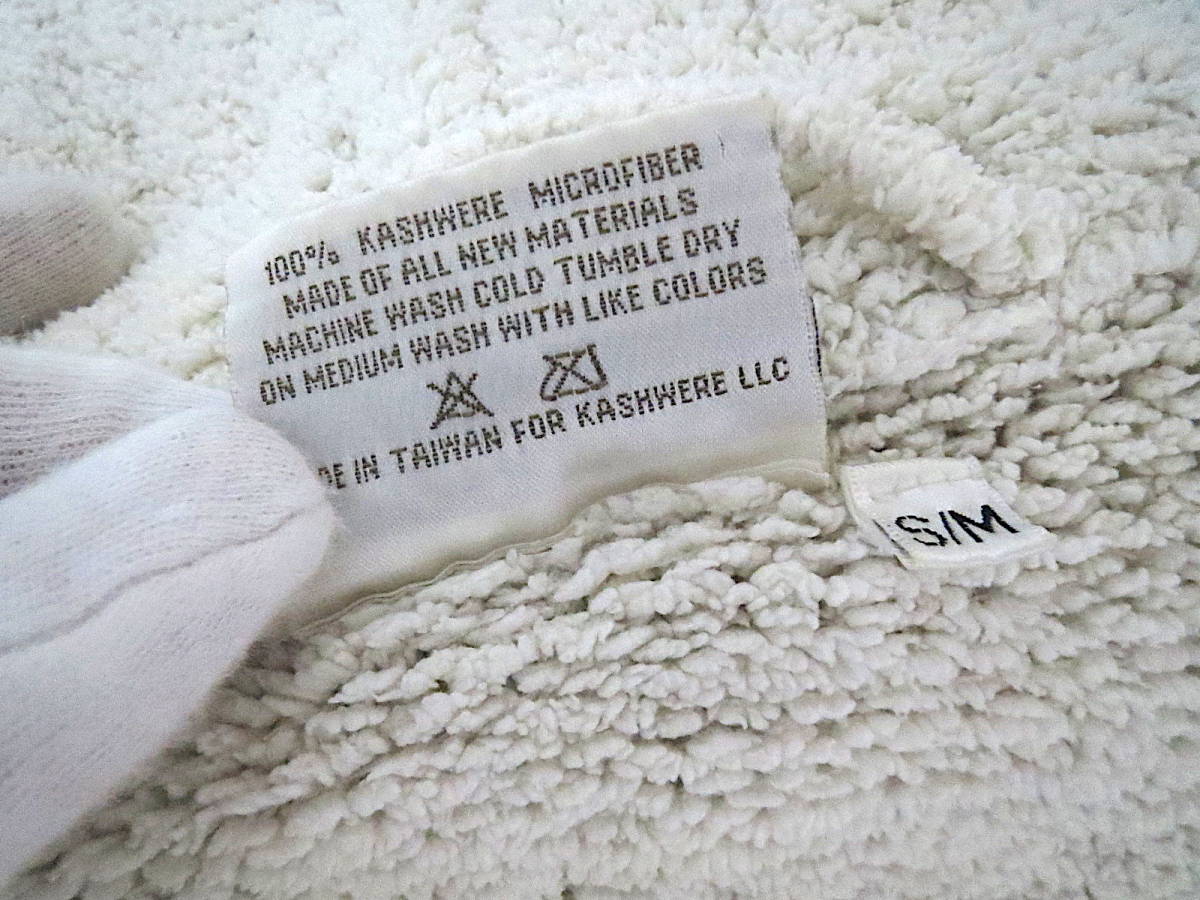 100% KASHWERE MICROFIBER
MADE OF ALL NEW MATERIALS
MACHINE WASH COLD TUMBLE DRY
ON MEDIUM WASH WITH LIKE COLORS
DE IN TAIWAN FOR KASHWERE LLC
S/M